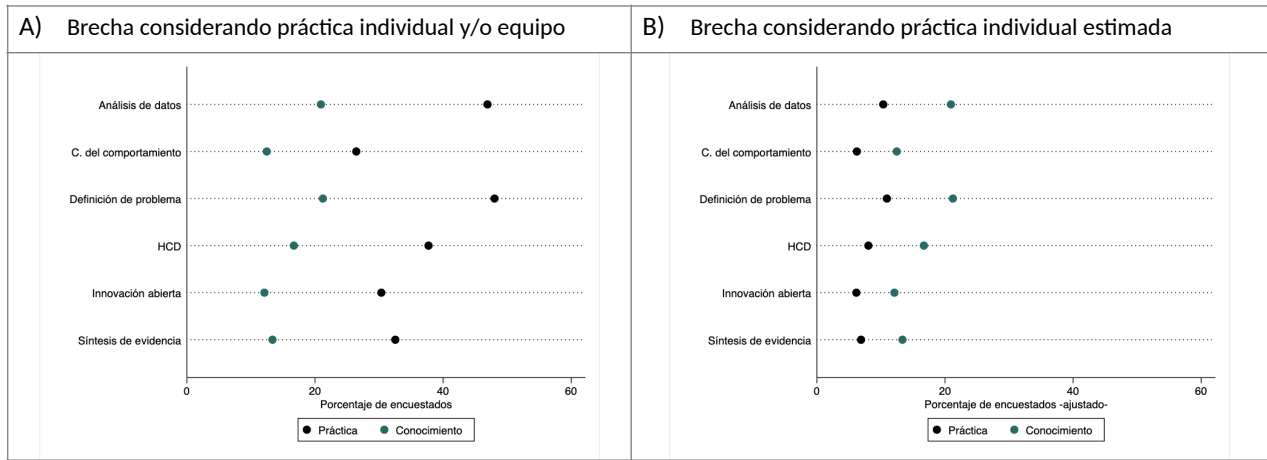 A) Brecha considerando práctica individual y/o equipo
Análisis de datos
C. del comportamiento
Definición de problema
HCD
Innovación abierta
Síntesis de evidencia
0 20 40 60
Porcentaje de encuestados
Práctica Conocimiento
B) Brecha considerando práctica individual estimada
Análisis de datos
C. del comportamiento
Definición de problema
HCD
Innovación abierta
Síntesis de evidencia
0 20 40 60
Porcentaje de encuestados -ajustado-
Práctica Conocimiento